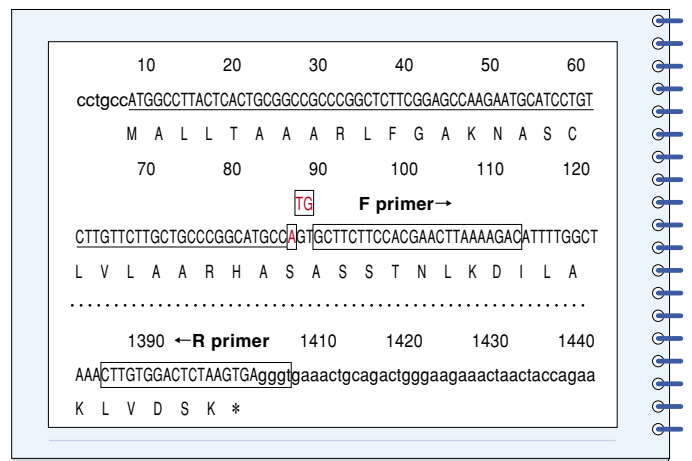 10 20 30 40 50 60
cctgccATGGCCTTACTCACTGCGGCCGCCCGGCTCTTCGGAGCCAAGAATGCATCCTGT
M A L L T A A A R L F G A K N A S C
70 80 90 100 110 120
TG F primer→
CTTGTTCTTGCTGCCCGGCATGCCAGTGCTTCTTCCACGAACTTAAAAGACATTTTGGCT
L V L A A R H A S A S S T N L K D I L A
1390 ←R primer 1410 1420 1430 1440
AAACTTGTGGACTCTAAGTGAgggtgaaactgcagactgggaagaaactaactaccagaa
K L V D S K *